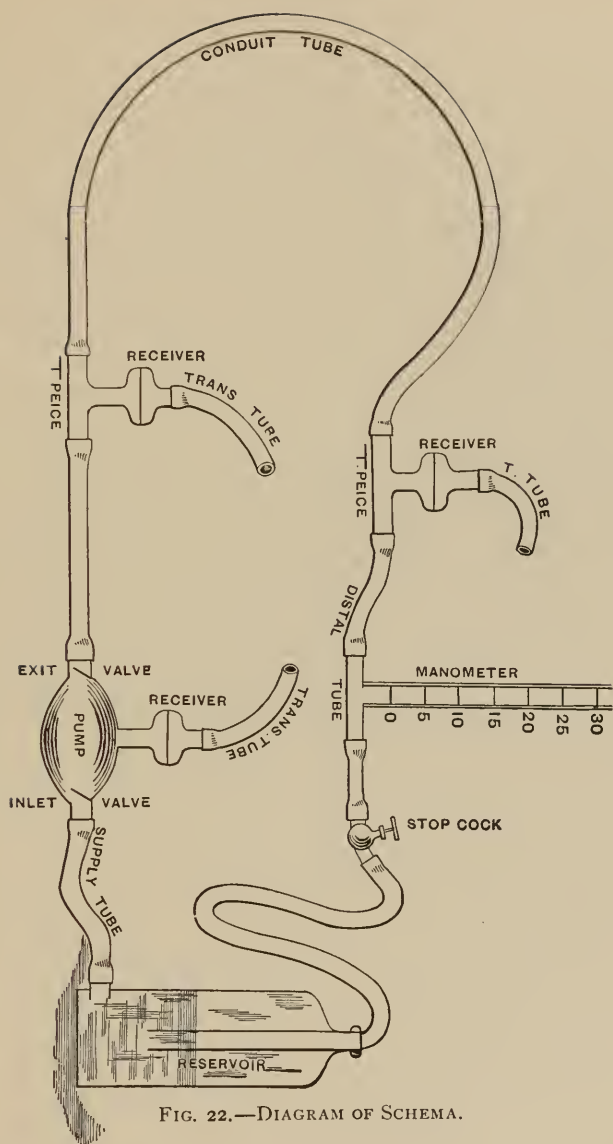 CONDUIT TUBE
RECEIVER
TRANS TUBE
T PEICE
RECEIVER
T. TUBE
T. PEICE
DISTAL
TUBE
EXIT VALVE
MANOMETER
0 5 10 15 20 25 30
RECEIVER
TRANS. TUBE
PUMP
INLET VALVE
STOP COCK
SUPPLY TUBE
RESERVOIR
FIG. 22.—DIAGRAM OF SCHEMA.